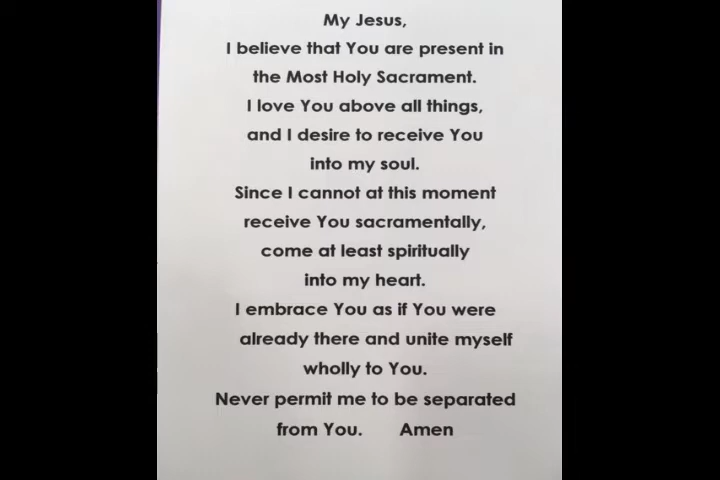 My Jesus,
I believe that You are present in
the Most Holy Sacrament.
I love You above all things,
and I desire to receive You
into my soul.
Since I cannot at this moment
receive You sacramentally,
come at least spiritually
into my heart.
I embrace You as if You were
already there and unite myself
wholly to You.
Never permit me to be separated
from You. Amen